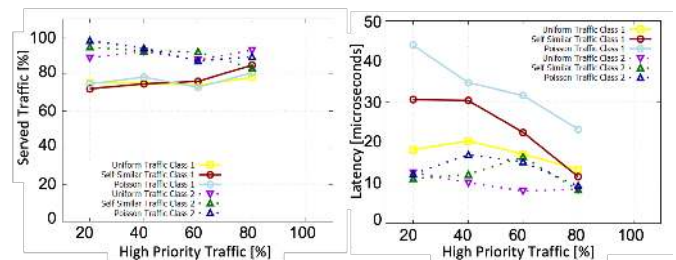 100
80
60
80
20
0
Served Traffic [%]
Uniform Traffic Class 1
Self Similar Traffic Class 1
Poisson Traffic Class 1
Uniform Traffic Class 2
Self Similar Traffic Class 2
Poisson Traffic Class 2
20 40 60 80 100
High Priority Traffic [%]
50
40
30
20
10
0
Latency [microseconds]
Uniform Traffic Class 1
Self Similar Traffic Class 1
Poisson Traffic Class 1
Uniform Traffic Class 2
Self Similar Traffic Class 2
Poisson Traffic Class 2
20 40 60 80 100
High Priority Traffic [%]